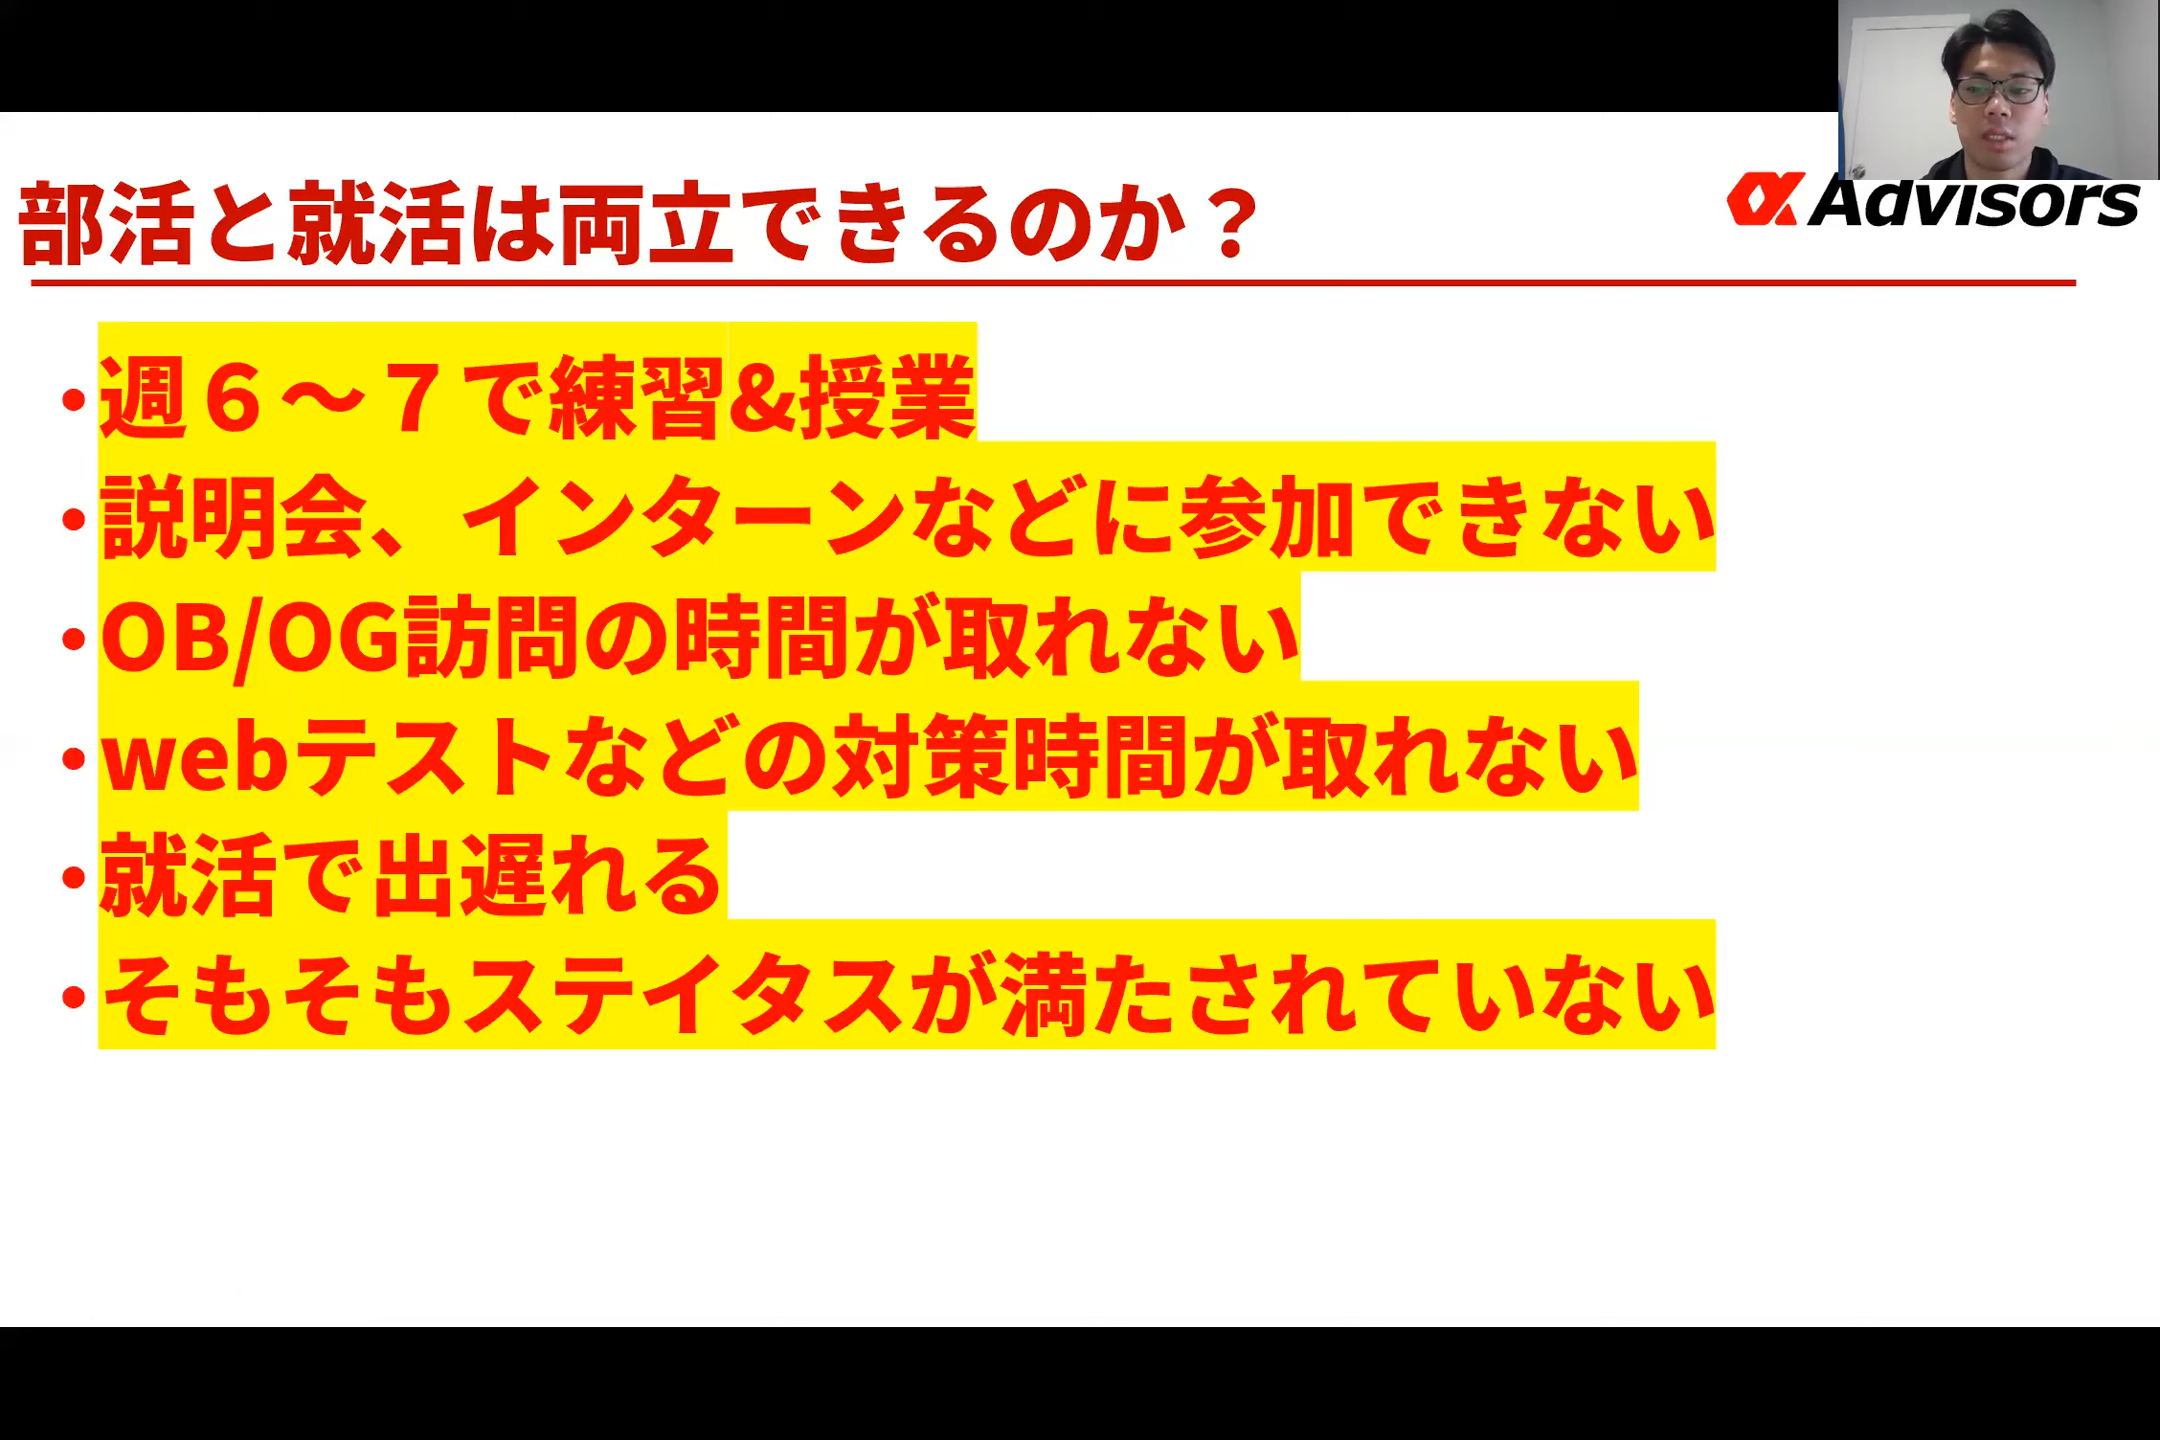 部活と就活は両立できるのか？
α Advisors
•週６～７で練習&授業
•説明会、インターンなどに参加できない
•OB/OG訪問の時間が取れない
•webテストなどの対策時間が取れない
•就活で出遅れる
•そもそもステイタスが満たされていない